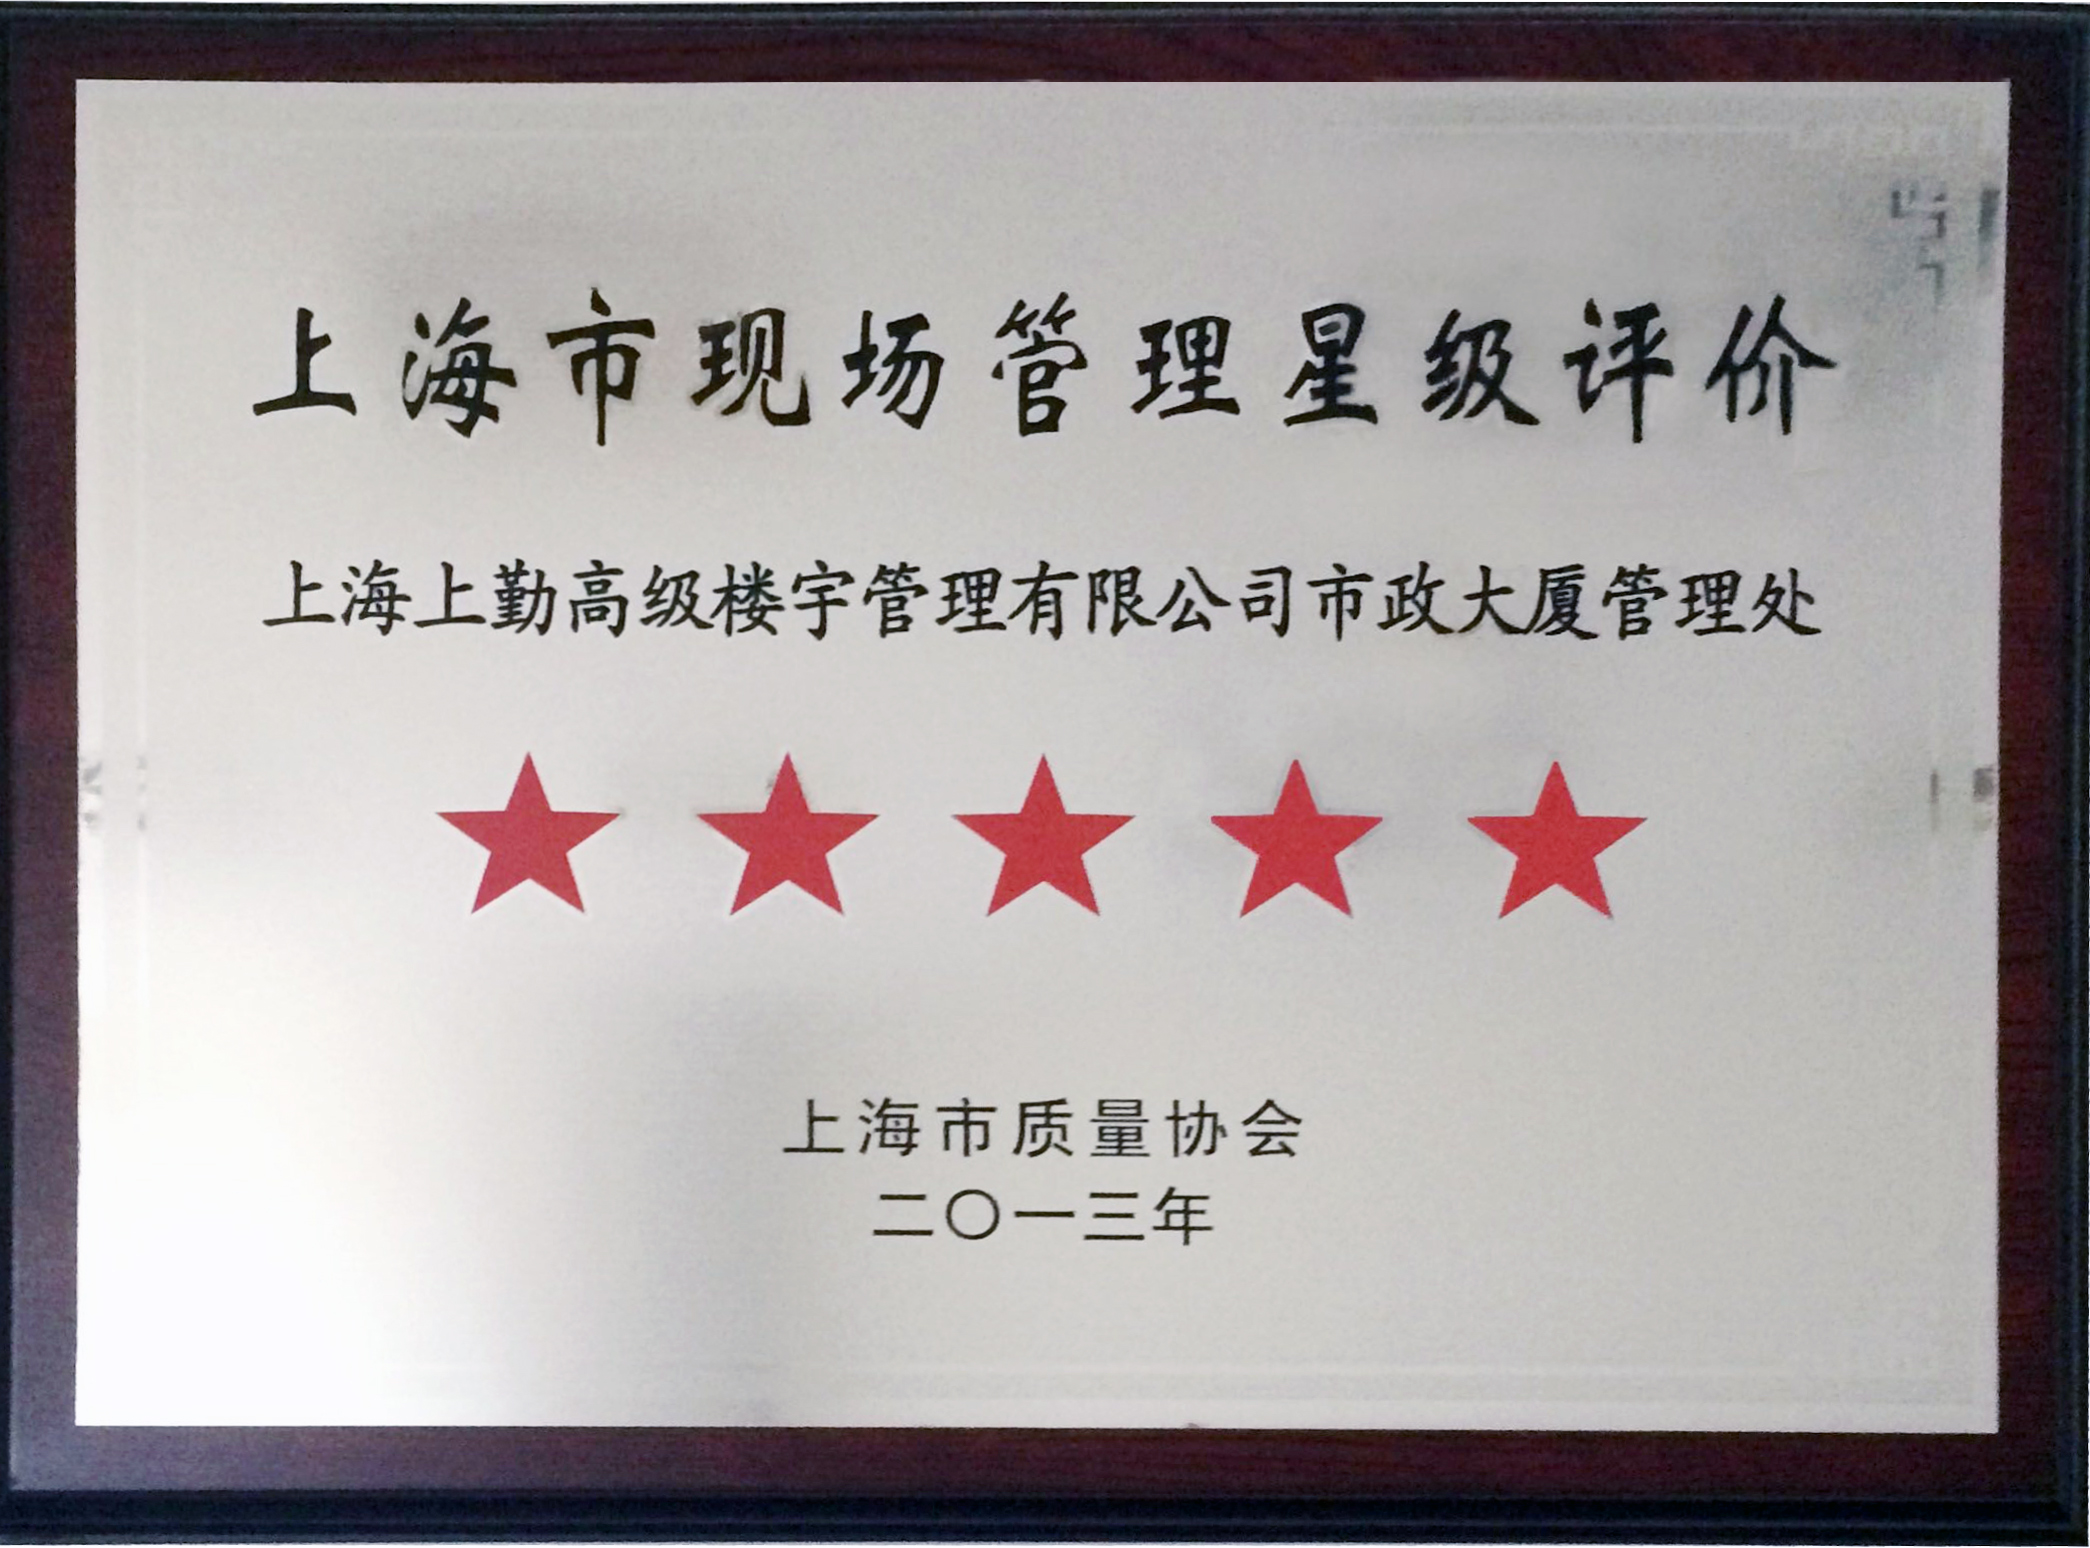 上海市现场管理星级评价
上海上勤高级楼宇管理有限公司市政大厦管理处
上海市质量协会
二〇一三年